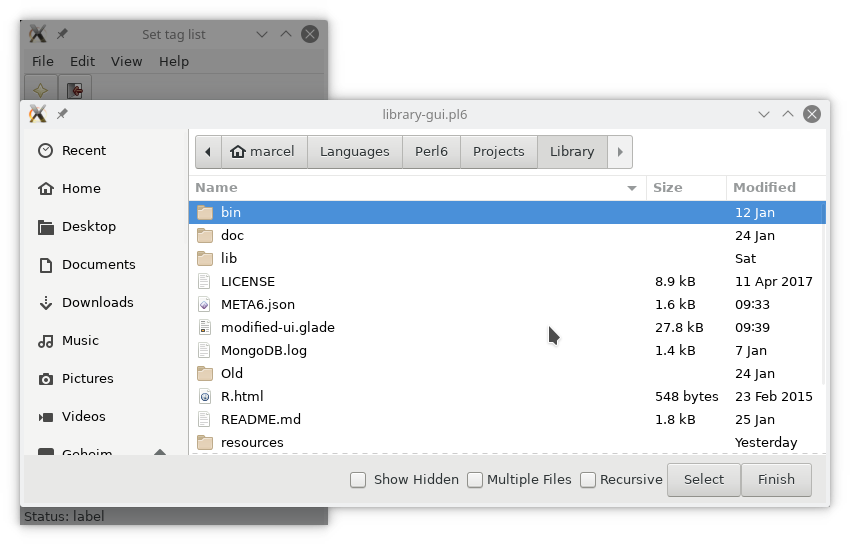 Set tag list
File Edit View Help
library-gui.pl6
marcel Languages Perl6 Projects Library
Recent
Home
Desktop
Documents
Downloads
Music
Pictures
Videos
Geheim
Name Size Modified
bin 12 Jan
doc 24 Jan
lib Sat
LICENSE 8.9 kB 11 Apr 2017
META6.json 1.6 kB 09:33
modified-ui.glade 27.8 kB 09:39
MongoDB.log 1.4 kB 7 Jan
Old 24 Jan
R.html 548 bytes 23 Feb 2015
README.md 1.8 kB 25 Jan
resources Yesterday
Show Hidden Multiple Files Recursive Select Finish
Status: label